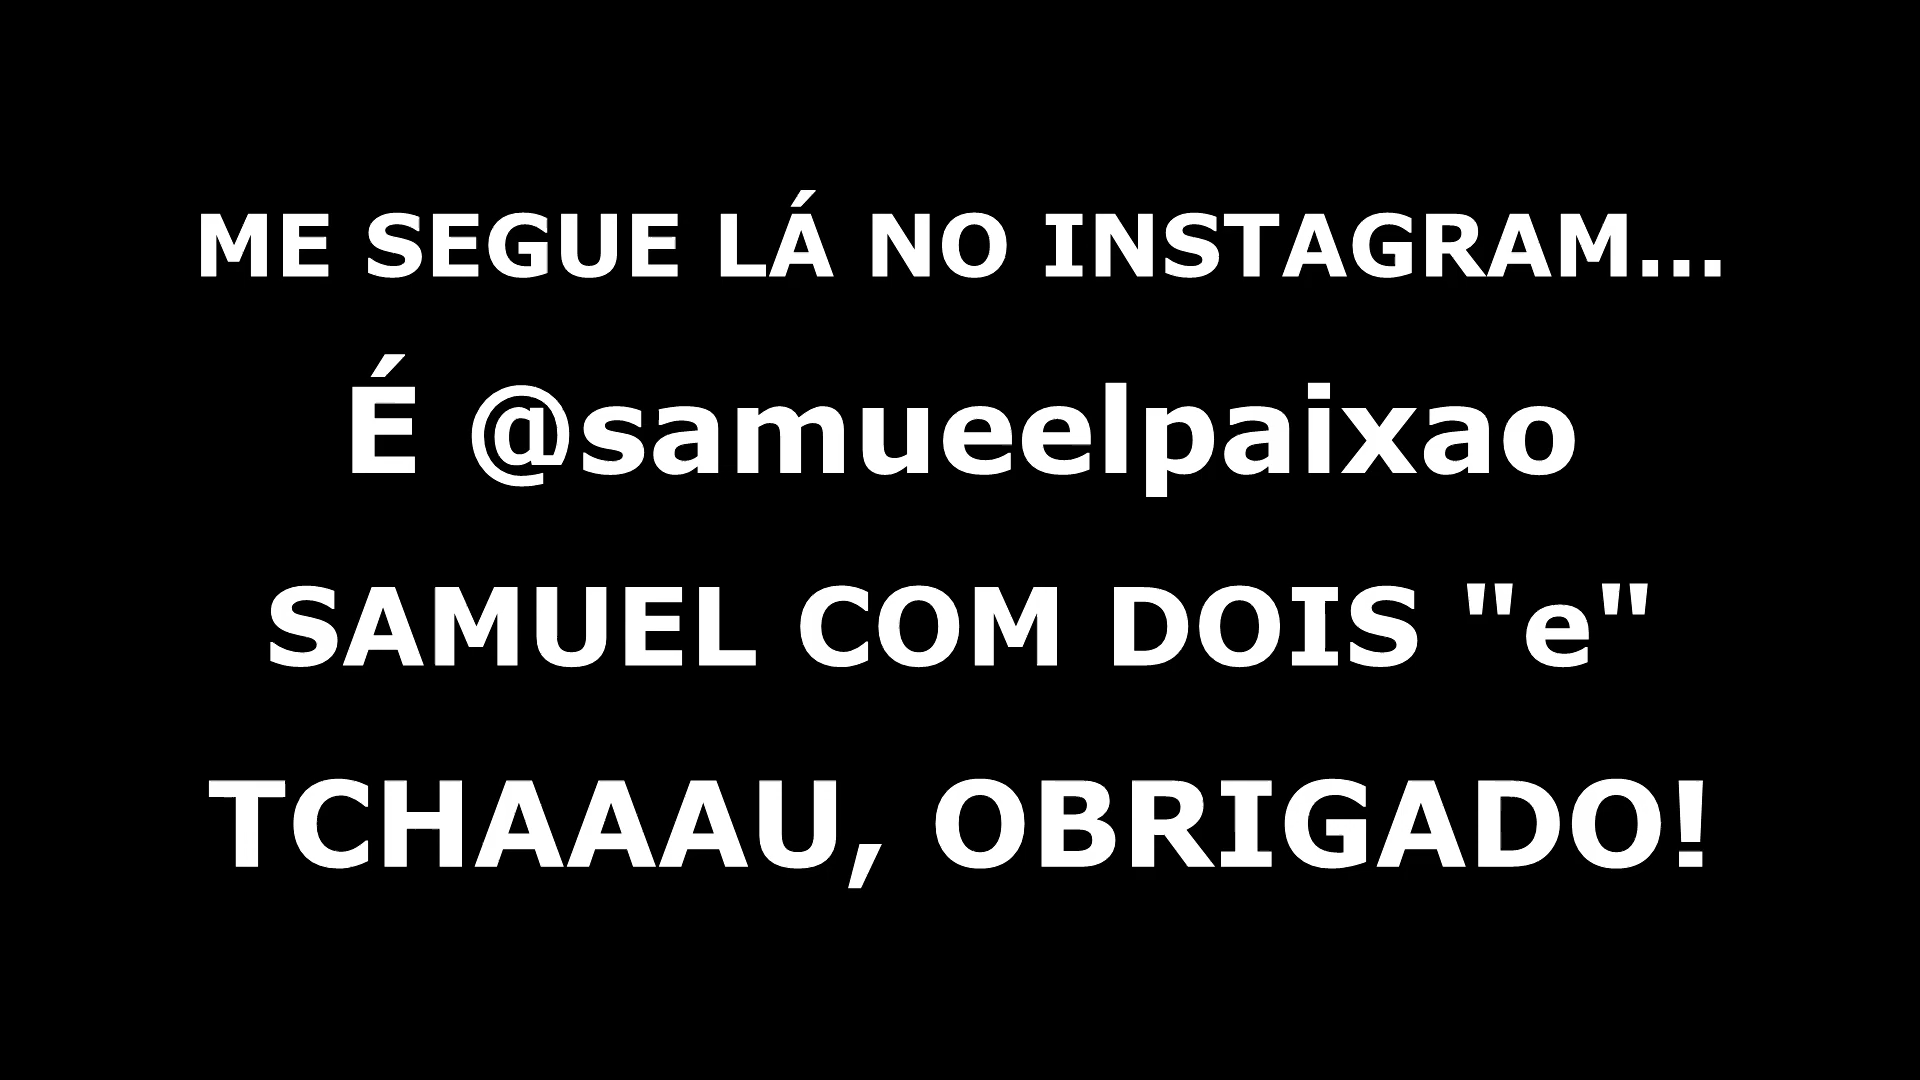 ME SEGUE LÁ NO INSTAGRAM...
É @samueelpaixao
SAMUEL COM DOIS "e"
TCHAAAU, OBRIGADO!